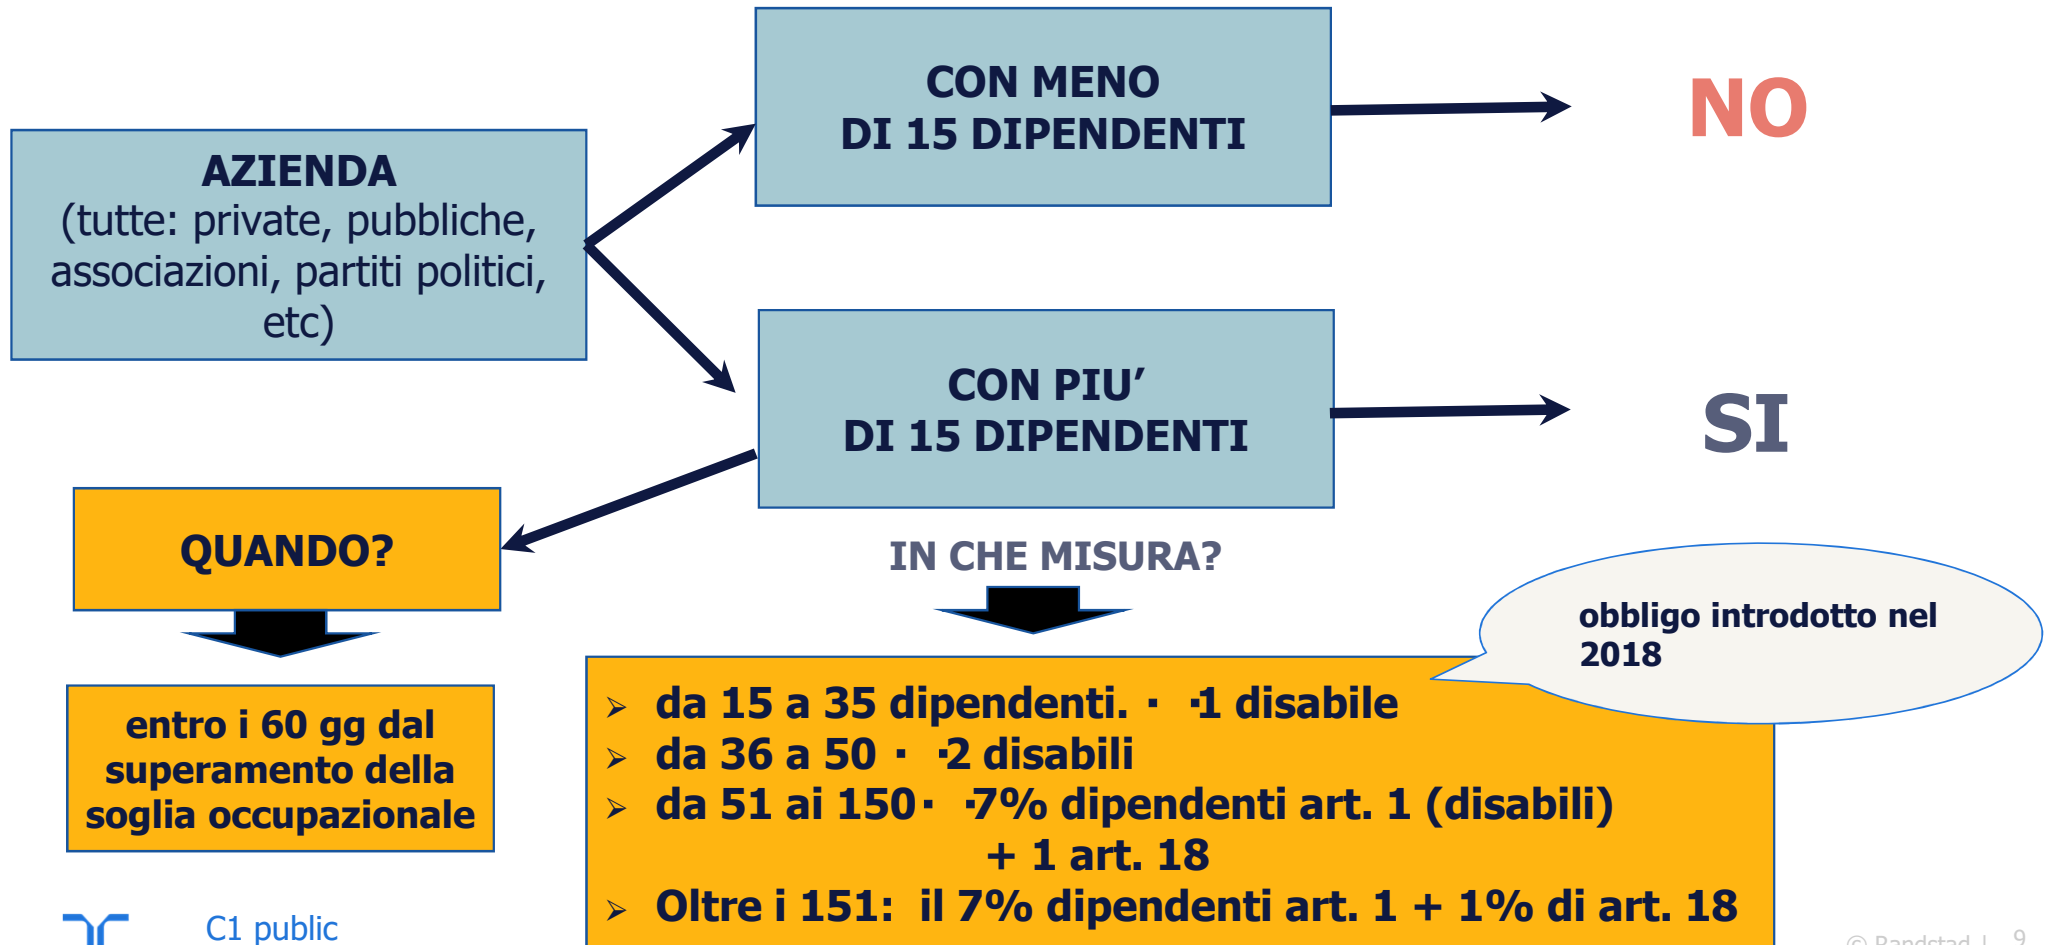 CON MENO
DI 15 DIPENDENTI
NO
AZIENDA
(tutte: private, pubbliche,
associazioni, partiti politici,
etc)
CON PIU’
DI 15 DIPENDENTI
SI
QUANDO?
IN CHE MISURA?
obbligo introdotto nel
2018
entro i 60 gg dal
superamento della
soglia occupazionale
➢ da 15 a 35 dipendenti. · ·1 disabile
➢ da 36 a 50 · ·2 disabili
➢ da 51 ai 150· ·7% dipendenti art. 1 (disabili)
+ 1 art. 18
➢ Oltre i 151: il 7% dipendenti art. 1 + 1% di art. 18
C1 public
© Randstad | 9